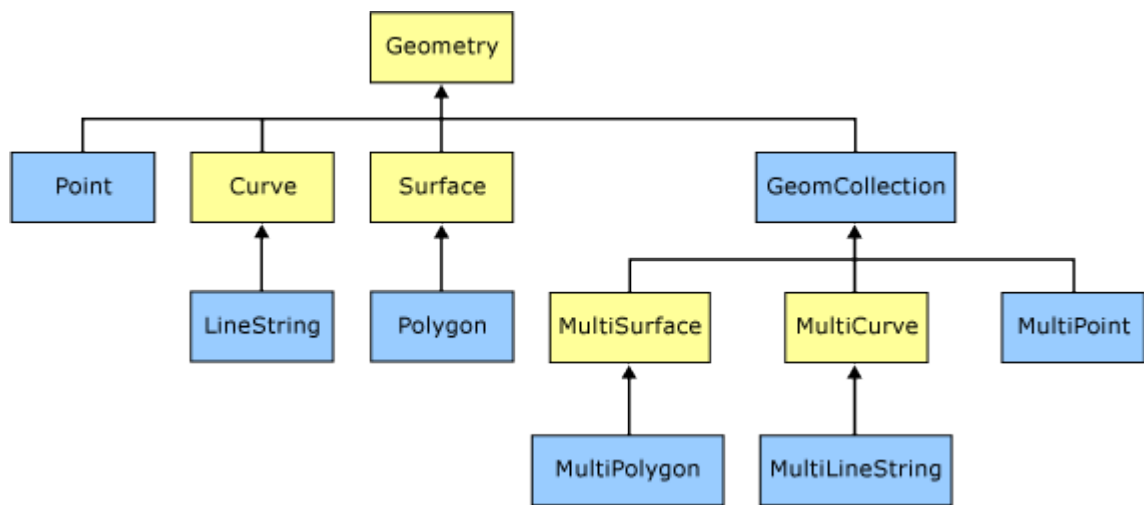 Geometry
Point
Curve
Surface
GeomCollection
LineString
Polygon
MultiSurface
MultiCurve
MultiPoint
MultiPolygon
MultiLineString